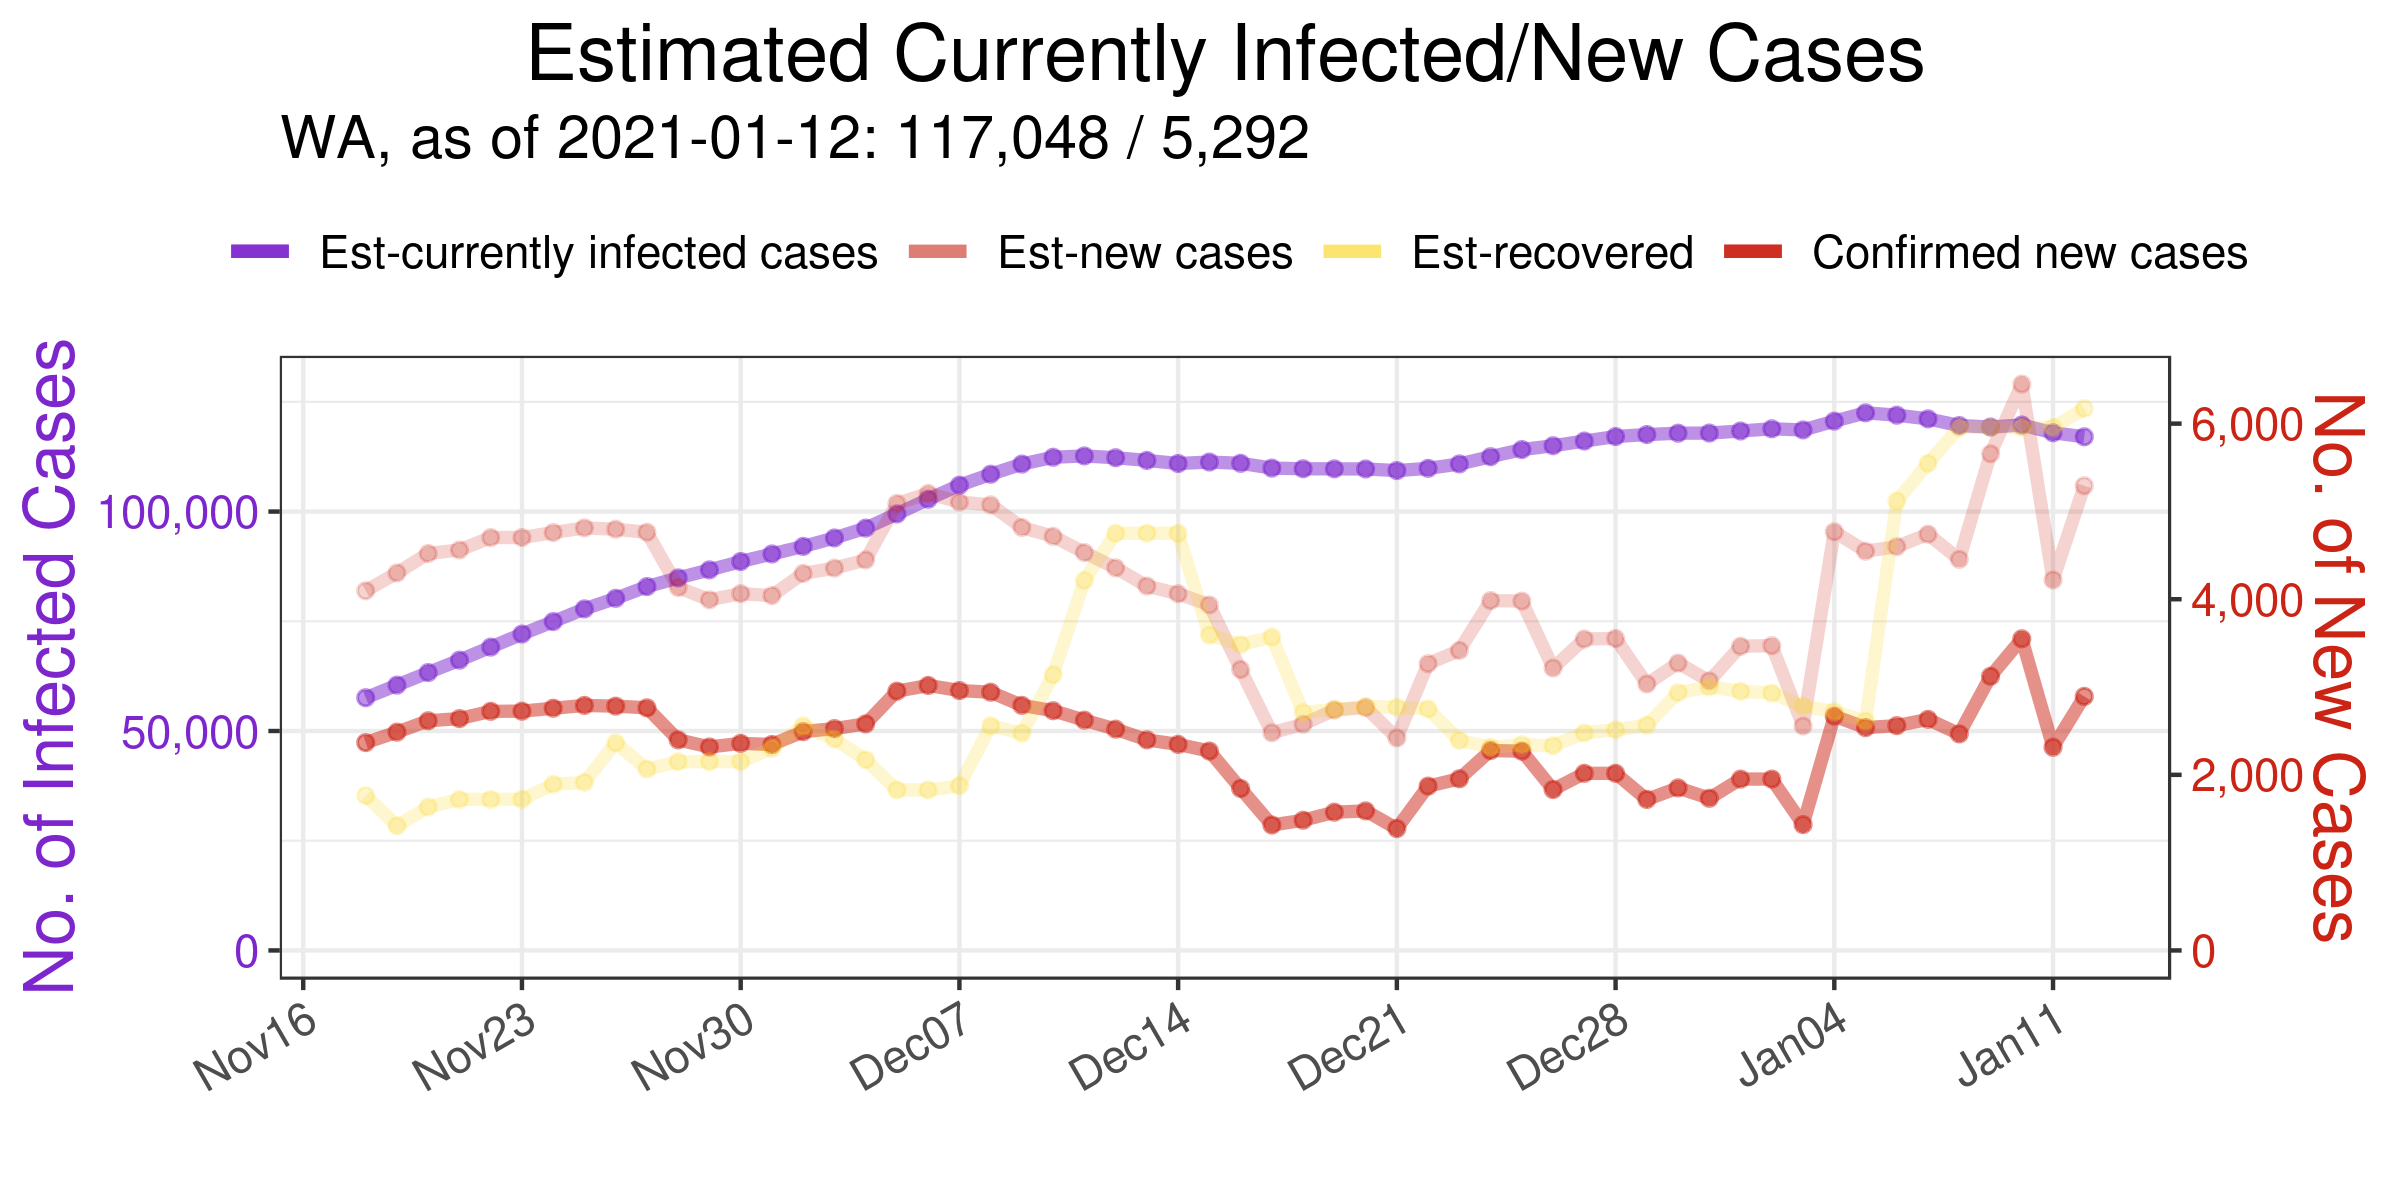 Estimated Currently Infected/New Cases
WA, as of 2021-01-12: 117,048 / 5,292
Est-currently infected cases Est-new cases Est-recovered Confirmed new cases
No. of Infected Cases
100,000
50,000
0
6,000
4,000
2,000
0
No. of New Cases
Nov16 Nov23 Nov30 Dec07 Dec14 Dec21 Dec28 Jan04 Jan11